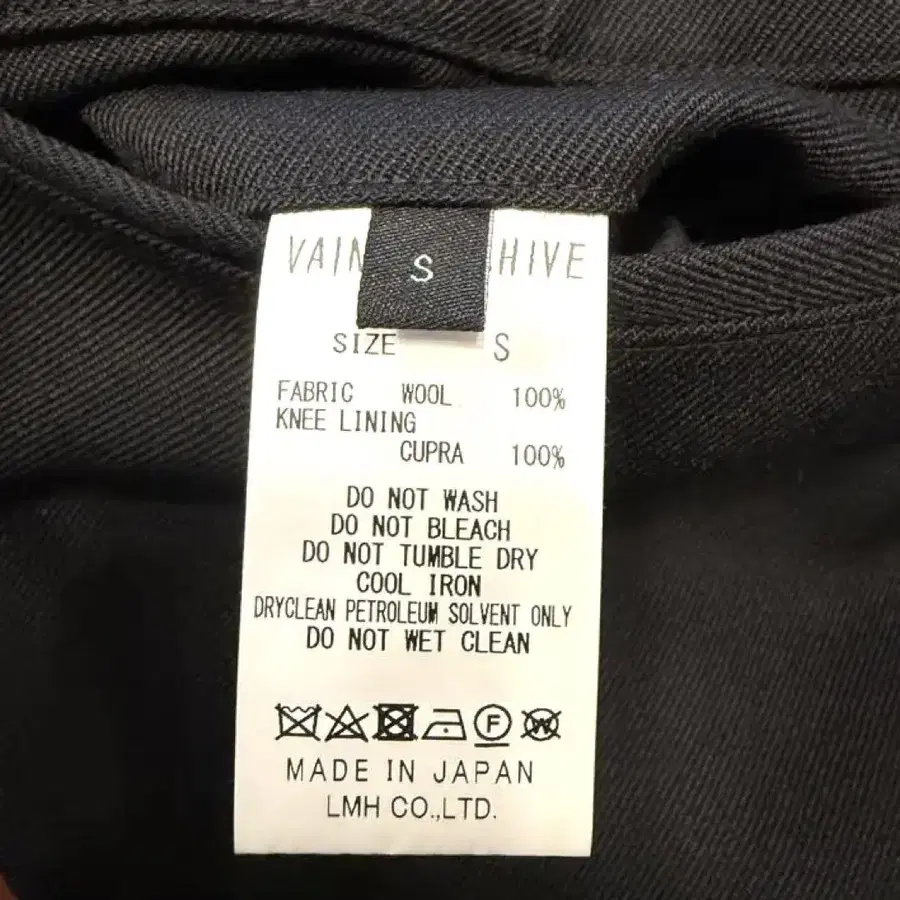 VAIN HIVE
S
SIZE S
FABRIC WOOL 100%
KNEE LINING
CUPRA 100%
DO NOT WASH
DO NOT BLEACH
DO NOT TUMBLE DRY
COOL IRON
DRYCLEAN PETROLEUM SOLVENT ONLY
DO NOT WET CLEAN
F W
MADE IN JAPAN
LMH CO.,LTD.